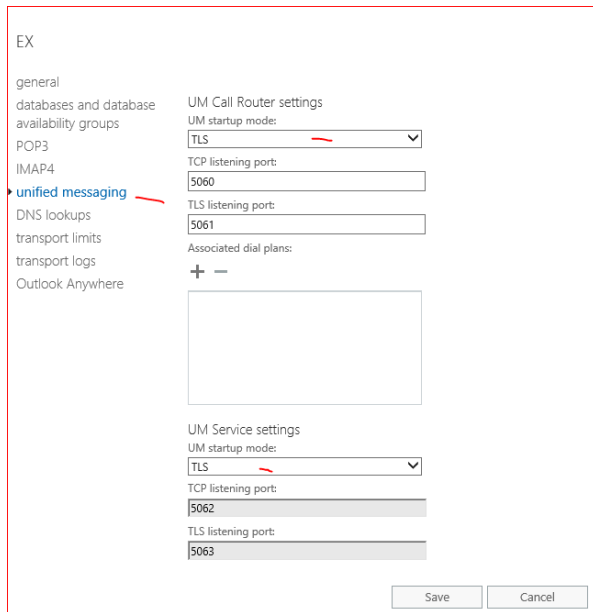 EX
general
databases and database
availability groups
POP3
IMAP4
unified messaging
DNS lookups
transport limits
transport logs
Outlook Anywhere
UM Call Router settings
UM startup mode:
TLS
TCP listening port:
5060
TLS listening port:
5061
Associated dial plans:
UM Service settings
UM startup mode:
TLS
TCP listening port:
5062
TLS listening port:
5063
Save Cancel